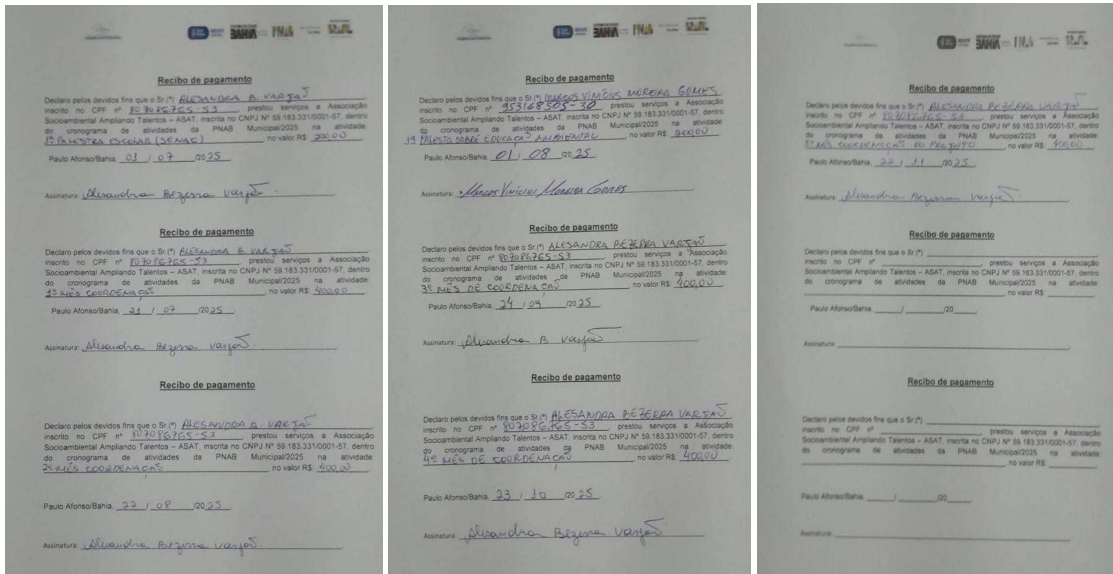 BAHIA
PNAB
Recibo de pagamento
Declaro pelos devidos fins que o Sr.(ª) ALESANDRA B. VARJÃO
inscrito no CPF nº 807086765-53 prestou serviços a Associação
Socioambiental Ampliando Talentos – ASAT, inscrita no CNPJ Nº 59.183.331/0001-57, dentro
do cronograma de atividades da PNAB Municipal/2025 na atividade:
1ª PALESTRA ESCOLAR (SENAC) no valor R$ 200,00
Paulo Afonso/Bahia, 03 / 07 /2025
Assinatura: Alesandra Bezerra Varjão
Recibo de pagamento
Declaro pelos devidos fins que o Sr.(ª) ALESANDRA B. VARJÃO
inscrito no CPF nº 807086765-53 prestou serviços a Associação
Socioambiental Ampliando Talentos – ASAT, inscrita no CNPJ Nº 59.183.331/0001-57, dentro
do cronograma de atividades da PNAB Municipal/2025 na atividade:
1º MÊS COORDENAÇÃO no valor R$ 400,00
Paulo Afonso/Bahia, 21 / 07 /2025
Assinatura: Alesandra Bezerra Varjão
Recibo de pagamento
Declaro pelos devidos fins que o Sr.(ª) ALESANDRA B. VARJÃO
inscrito no CPF nº 807086765-53 prestou serviços a Associação
Socioambiental Ampliando Talentos – ASAT, inscrita no CNPJ Nº 59.183.331/0001-57, dentro
do cronograma de atividades da PNAB Municipal/2025 na atividade:
2º MÊS COORDENAÇÃO no valor R$ 400,00
Paulo Afonso/Bahia, 22 / 08 /2025
Assinatura: Alesandra Bezerra Varjão
BAHIA
PNAB
Recibo de pagamento
Declaro pelos devidos fins que o Sr.(ª) MARCOS VINÍCIUS MOREIRA GOMES
inscrito no CPF nº 953168505-30 prestou serviços a Associação
Socioambiental Ampliando Talentos – ASAT, inscrita no CNPJ Nº 59.183.331/0001-57, dentro
do cronograma de atividades da PNAB Municipal/2025 na atividade:
SOBRE EDUCAÇÃO AMBIENTAL no valor R$ 200,00
Paulo Afonso/Bahia, 01 / 08 /2025
Assinatura: Marcos Vinícius Moreira Gomes
Recibo de pagamento
Declaro pelos devidos fins que o Sr.(ª) ALESANDRA BEZERRA VARJÃO
inscrito no CPF nº 807086765-53 prestou serviços a Associação
Socioambiental Ampliando Talentos – ASAT, inscrita no CNPJ Nº 59.183.331/0001-57, dentro
do cronograma de atividades da PNAB Municipal/2025 na atividade:
3º MÊS DE COORDENAÇÃO no valor R$ 400,00
Paulo Afonso/Bahia, 24 / 09 /2025
Assinatura: Alesandra B. Varjão
Recibo de pagamento
Declaro pelos devidos fins que o Sr.(ª) ALESANDRA BEZERRA VARJÃO
inscrito no CPF nº 807086765-53 prestou serviços a Associação
Socioambiental Ampliando Talentos – ASAT, inscrita no CNPJ Nº 59.183.331/0001-57, dentro
do cronograma de atividades da PNAB Municipal/2025 na atividade:
4º MÊS DE COORDENAÇÃO no valor R$ 400,00
Paulo Afonso/Bahia, 23 / 10 /2025
Assinatura: Alesandra Bezerra Varjão
BAHIA
PNAB
Recibo de pagamento
Declaro pelos devidos fins que o Sr.(ª) ALESANDRA BEZERRA VARJÃO
inscrito no CPF nº 807086765-53 prestou serviços a Associação
Socioambiental Ampliando Talentos – ASAT, inscrita no CNPJ Nº 59.183.331/0001-57, dentro
do cronograma de atividades da PNAB Municipal/2025 na atividade:
5º MÊS COORDENAÇÃO DO PROJETO no valor R$ 400,00
Paulo Afonso/Bahia, 22 / 11 /2025
Assinatura: Alesandra Bezerra Varjão
Recibo de pagamento
Declaro pelos devidos fins que o Sr.(ª)
inscrito no CPF nº prestou serviços a Associação
Socioambiental Ampliando Talentos – ASAT, inscrita no CNPJ Nº 59.183.331/0001-57, dentro
do cronograma de atividades da PNAB Municipal/2025 na atividade:
no valor R$
Paulo Afonso/Bahia, / /20
Assinatura:
Recibo de pagamento
Declaro pelos devidos fins que o Sr.(ª)
inscrito no CPF nº prestou serviços a Associação
Socioambiental Ampliando Talentos – ASAT, inscrita no CNPJ Nº 59.183.331/0001-57, dentro
do cronograma de atividades da PNAB Municipal/2025 na atividade:
no valor R$
Paulo Afonso/Bahia, / /20
Assinatura: